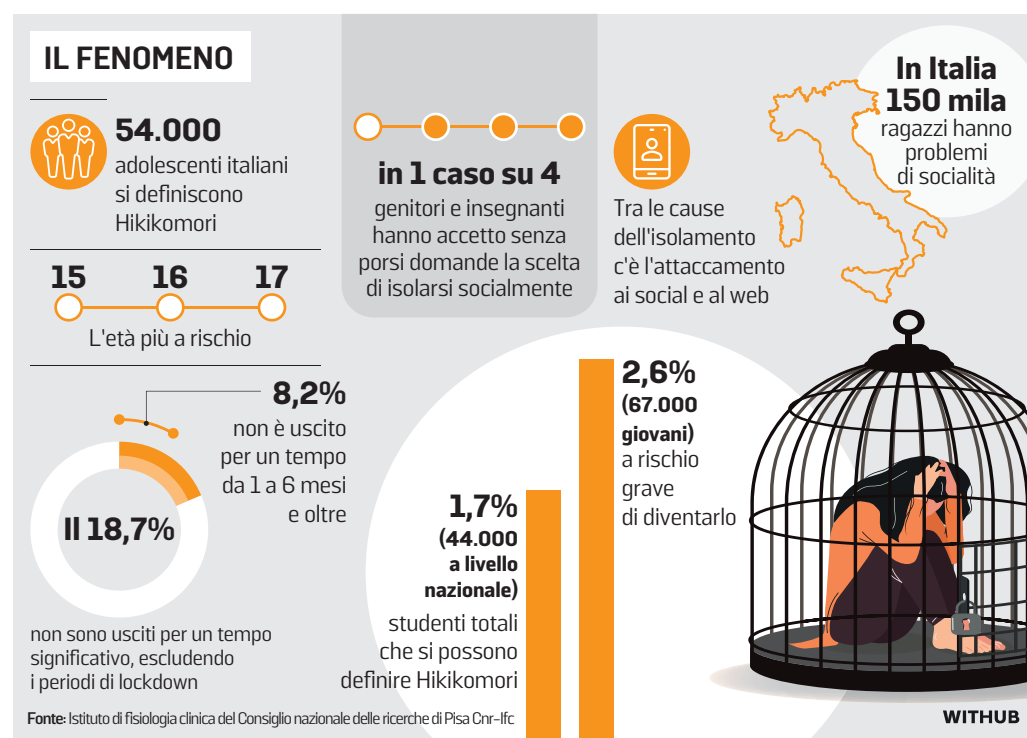 IL FENOMENO
54.000
adolescenti italiani
si definiscono
Hikikomori
15 16 17
L'età più a rischio
8,2%
non è uscito
per un tempo
da 1 a 6 mesi
e oltre
Il 18,7%
non sono usciti per un tempo
significativo, escludendo
i periodi di lockdown
in 1 caso su 4
genitori e insegnanti
hanno accetto senza
porsi domande la scelta
di isolarsi socialmente
Tra le cause
dell'isolamento
c'è l'attaccamento
ai social e al web
In Italia
150 mila
ragazzi hanno
problemi
di socialità
1,7%
(44.000
a livello
nazionale)
studenti totali
che si possono
definire Hikikomori
2,6%
(67.000
giovani)
a rischio
grave
di diventarlo
Fonte: Istituto di fisiologia clinica del Consiglio nazionale delle ricerche di Pisa Cnr-Ifc
WITHUB